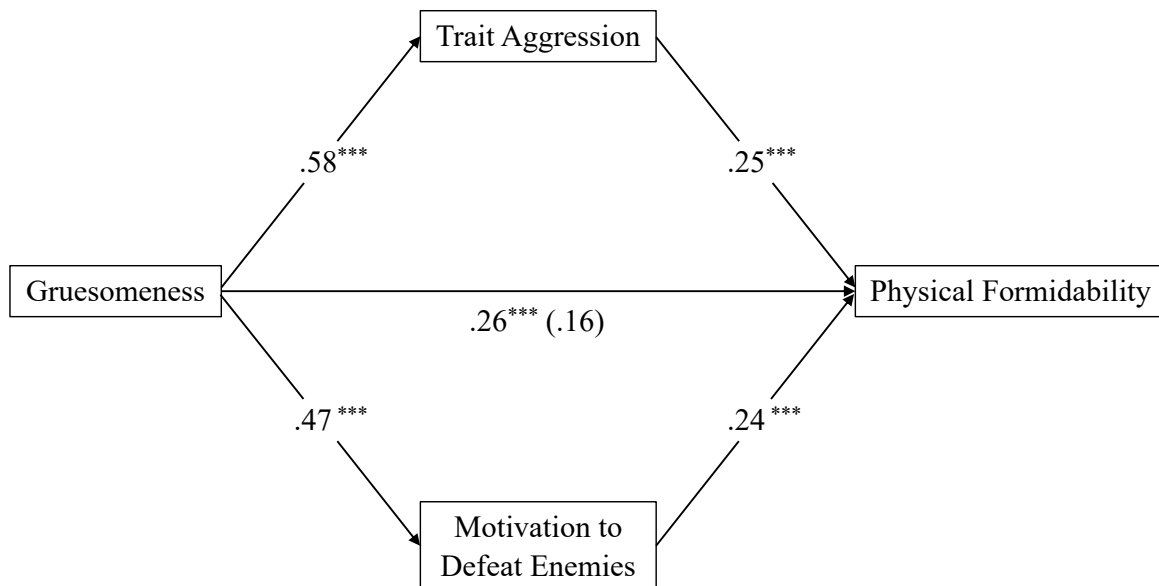 Trait Aggression
.58***
.25***
Gruesomeness
Physical Formidability
.26*** (.16)
.47 ***
.24 ***
Motivation to
Defeat Enemies